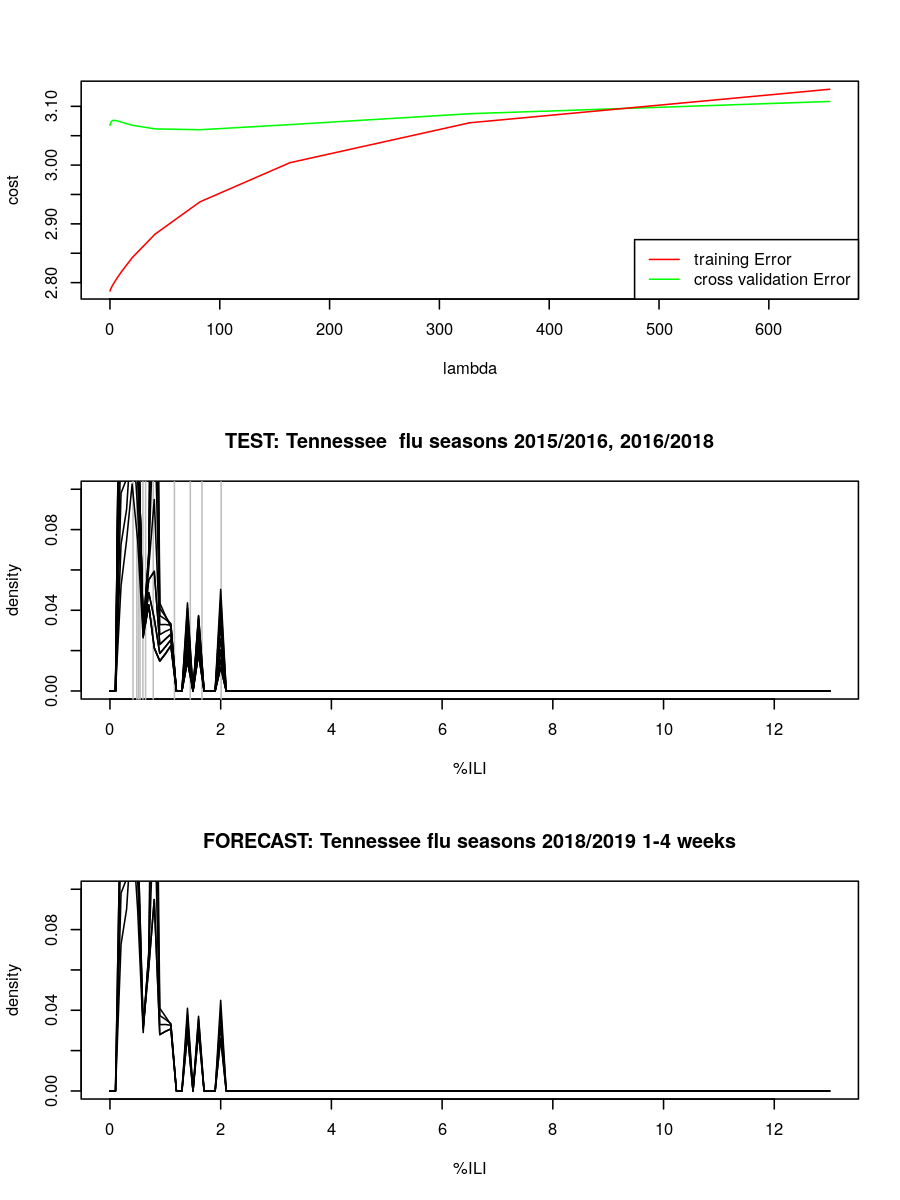 3.10
3.00
2.90
2.80
cost
training Error
cross validation Error
0 100 200 300 400 500 600
lambda
TEST: Tennessee  flu seasons 2015/2016, 2016/2018
0.08
0.04
0.00
density
0 2 4 6 8 10 12
%ILI
FORECAST: Tennessee flu seasons 2018/2019 1-4 weeks
0.08
0.04
0.00
density
0 2 4 6 8 10 12
%ILI